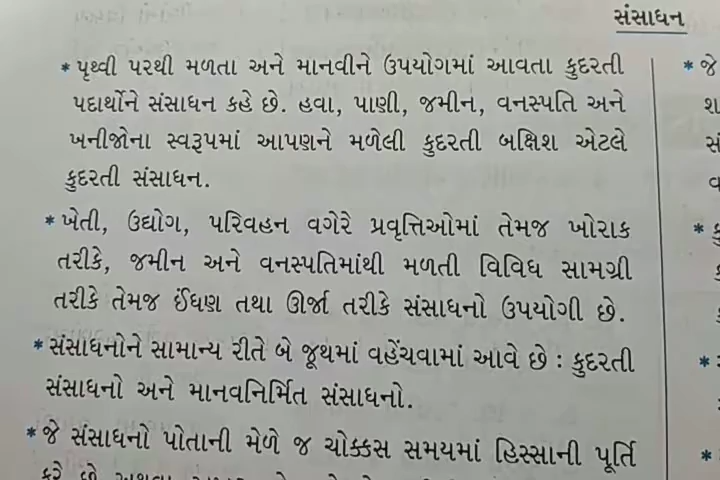 સંસાધન
* પૃથ્વી પરથી મળતા અને માનવીને ઉપયોગમાં આવતા કુદરતી
પદાર્થોને સંસાધન કહે છે. હવા, પાણી, જમીન, વનસ્પતિ અને
ખનીજોના સ્વરૂપમાં આપણને મળેલી કુદરતી બક્ષિશ એટલે
કુદરતી સંસાધન.
* ખેતી, ઉદ્યોગ, પરિવહન વગેરે પ્રવૃત્તિઓમાં તેમજ ખોરાક
તરીકે, જમીન અને વનસ્પતિમાંથી મળતી વિવિધ સામગ્રી
તરીકે તેમજ ઈંધણ તથા ઊર્જા તરીકે સંસાધનો ઉપયોગી છે.
* સંસાધનોને સામાન્ય રીતે બે જૂથમાં વહેંચવામાં આવે છે : કુદરતી
સંસાધનો અને માનવનિર્મિત સંસાધનો.
* જે સંસાધનો પોતાની મેળે જ ચોક્કસ સમયમાં હિસ્સાની પૂર્તિ
કરે છે અથવા
* જે